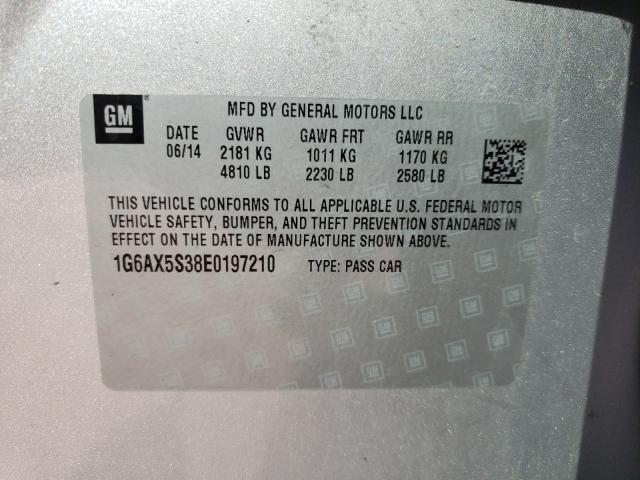 GM
MFD BY GENERAL MOTORS LLC
DATE GVWR GAWR FRT GAWR RR
06/14 2181 KG 1011 KG 1170 KG
4810 LB 2230 LB 2580 LB
THIS VEHICLE CONFORMS TO ALL APPLICABLE U.S. FEDERAL MOTOR
VEHICLE SAFETY, BUMPER, AND THEFT PREVENTION STANDARDS IN
EFFECT ON THE DATE OF MANUFACTURE SHOWN ABOVE.
1G6AX5S38E0197210 TYPE: PASS CAR